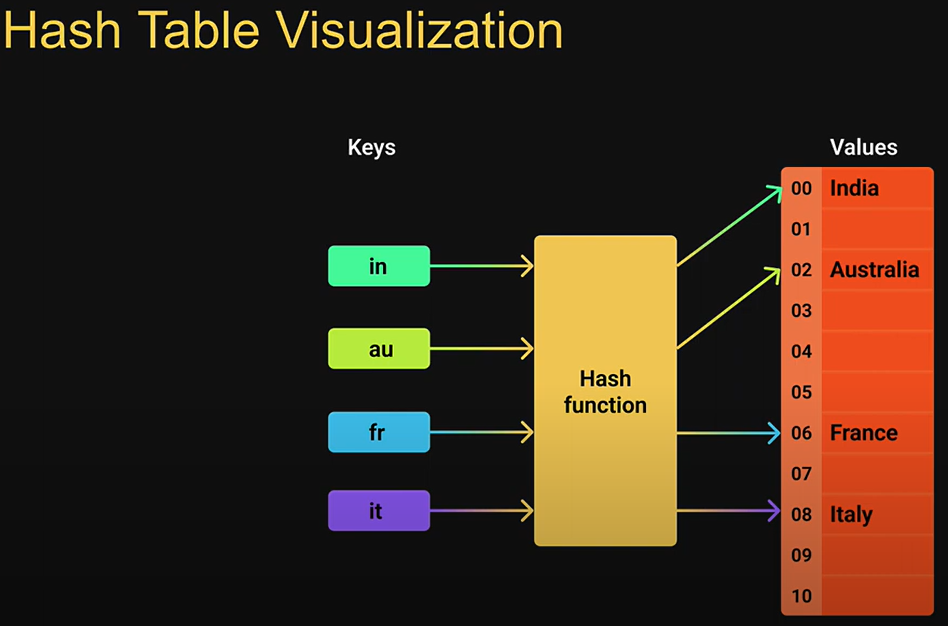 Hash Table Visualization
Keys
Values
in
au
fr
it
Hash
function
00 India
01
02 Australia
03
04
05
06 France
07
08 Italy
09
10